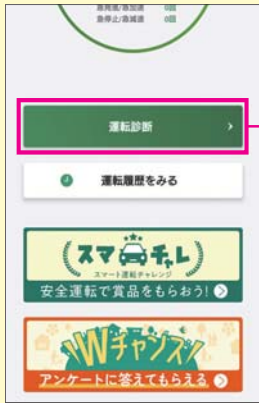 急発進/急加速 0回
急停止/急減速 0回
運転診断
運転履歴をみる
スマチャレ
スマート運転チャレンジ
安全運転で賞品をもらおう!
Wチャンス!
アンケートに答えてもらえる